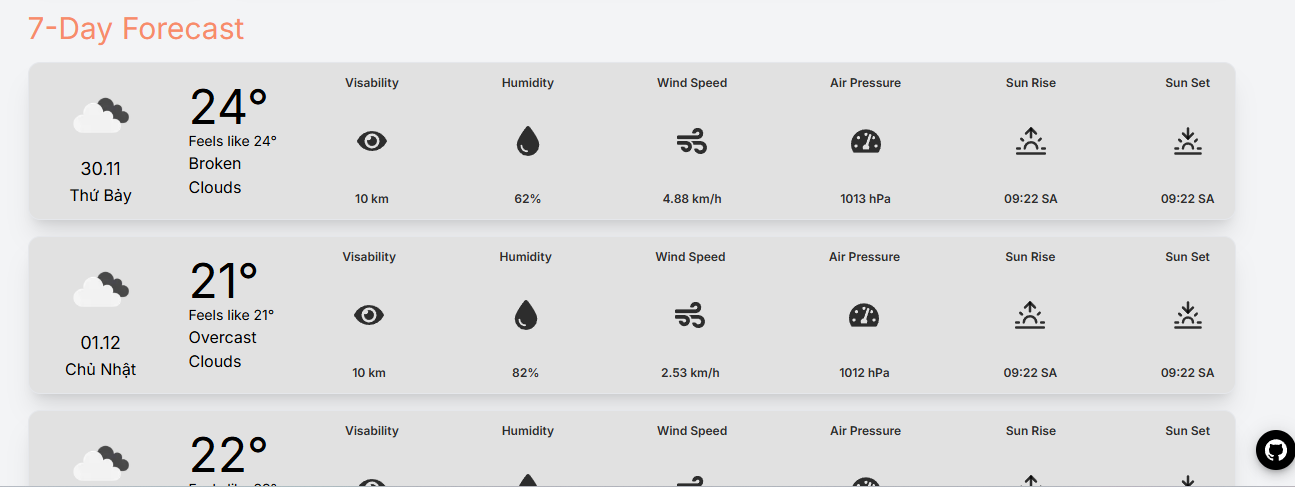 7-Day Forecast
Visability Humidity Wind Speed Air Pressure Sun Rise Sun Set
24°
Feels like 24°
Broken
Clouds
30.11
Thứ Bảy
10 km 62% 4.88 km/h 1013 hPa 09:22 SA 09:22 SA
Visability Humidity Wind Speed Air Pressure Sun Rise Sun Set
21°
Feels like 21°
Overcast
Clouds
01.12
Chủ Nhật
10 km 82% 2.53 km/h 1012 hPa 09:22 SA 09:22 SA
Visability Humidity Wind Speed Air Pressure Sun Rise Sun Set
22°